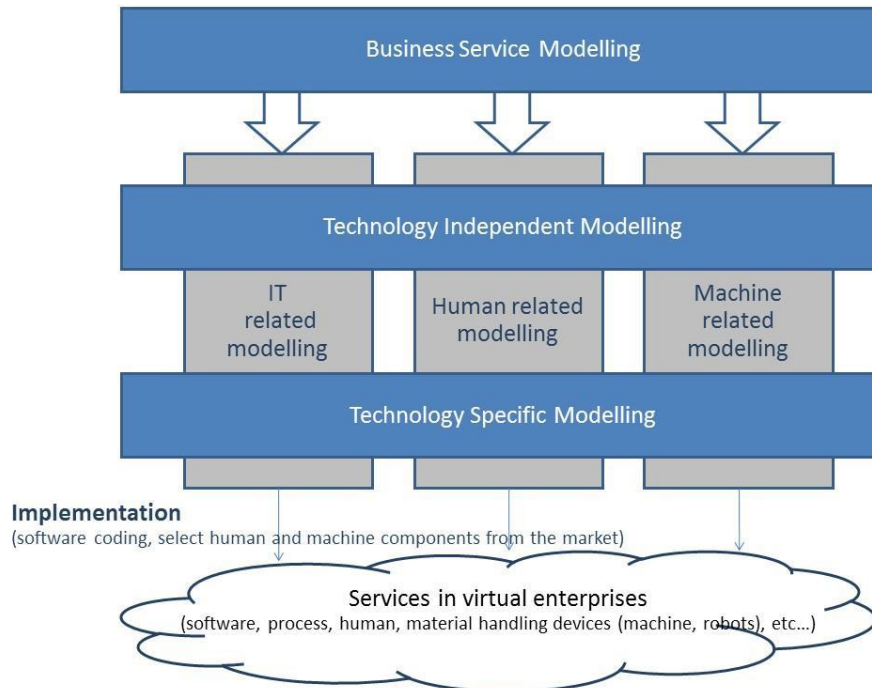 Business Service Modelling
Technology Independent Modelling
IT
related
modelling
Human related
modelling
Machine
related
modelling
Technology Specific Modelling
Implementation
(software coding, select human and machine components from the market)
Services in virtual enterprises
(software, process, human, material handling devices (machine, robots), etc...)